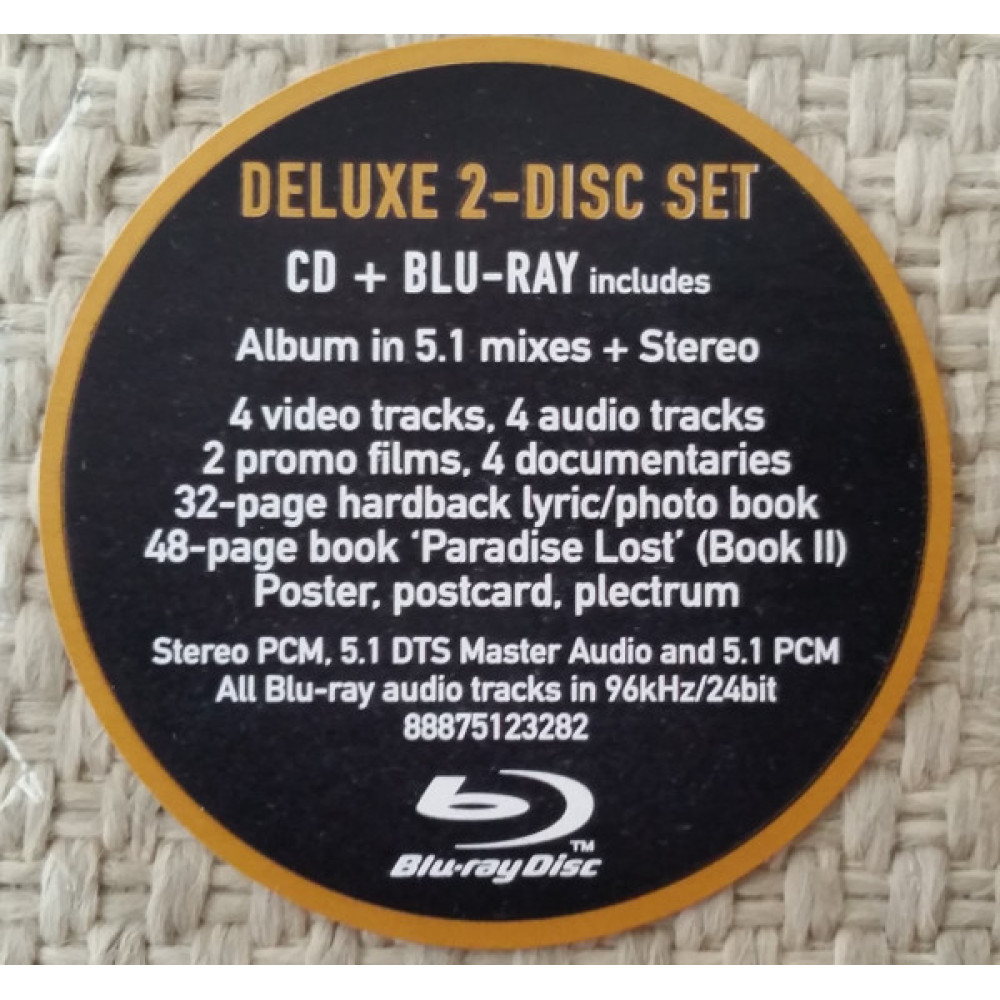 DELUXE 2-DISC SET
CD + BLU-RAY includes
Album in 5.1 mixes + Stereo
4 video tracks, 4 audio tracks
2 promo films, 4 documentaries
32-page hardback lyric/photo book
48-page book ‘Paradise Lost’ (Book II)
Poster, postcard, plectrum
Stereo PCM, 5.1 DTS Master Audio and 5.1 PCM
All Blu-ray audio tracks in 96kHz/24bit
88875123282
TM
Blu-ray Disc